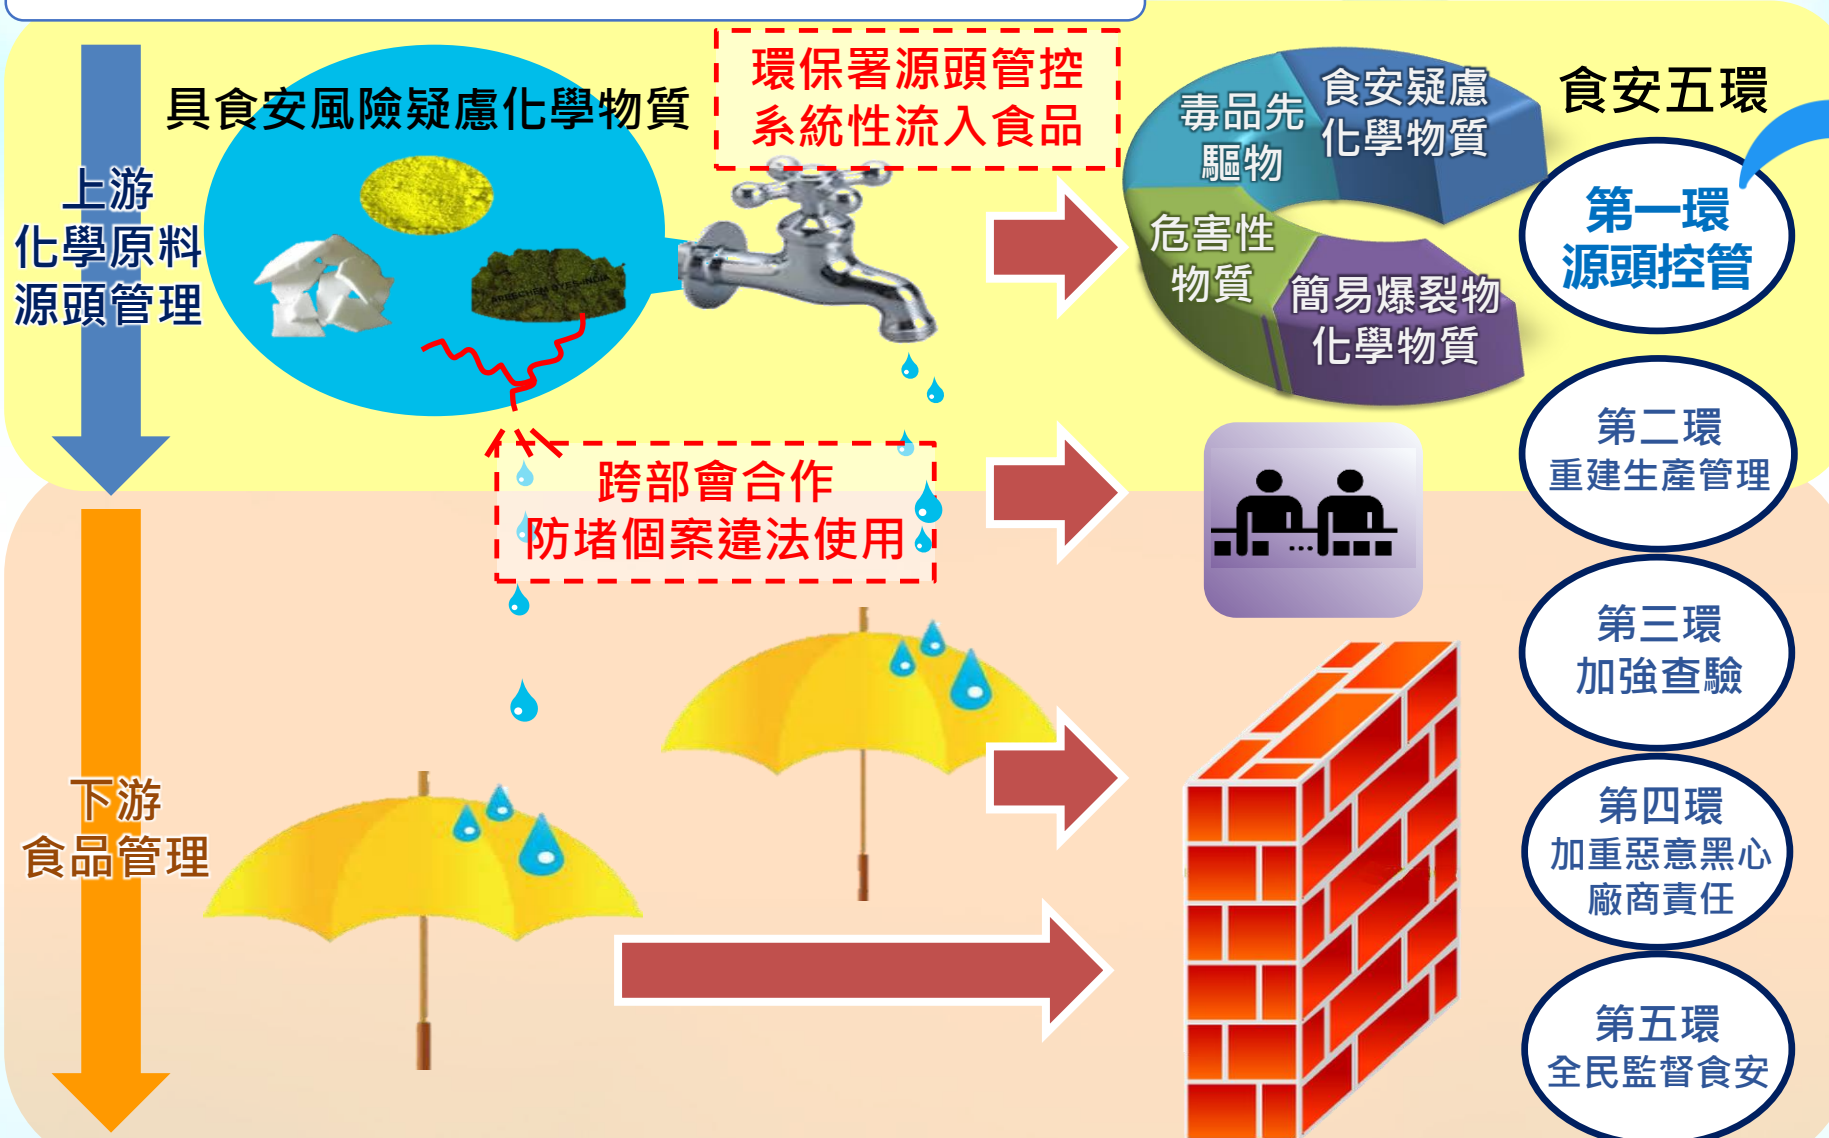 環保署源頭管控
系統性流入食品
具食安風險疑慮化學物質
食安五環
食安疑慮
化學物質
毒品先
驅物
危害性
物質
簡易爆裂物
化學物質
上游
化學原料
源頭管理
第一環
源頭控管
跨部會合作
防堵個案違法使用
第二環
重建生產管理
第三環
加強查驗
下游
食品管理
第四環
加重惡意黑心
廠商責任
第五環
全民監督食安